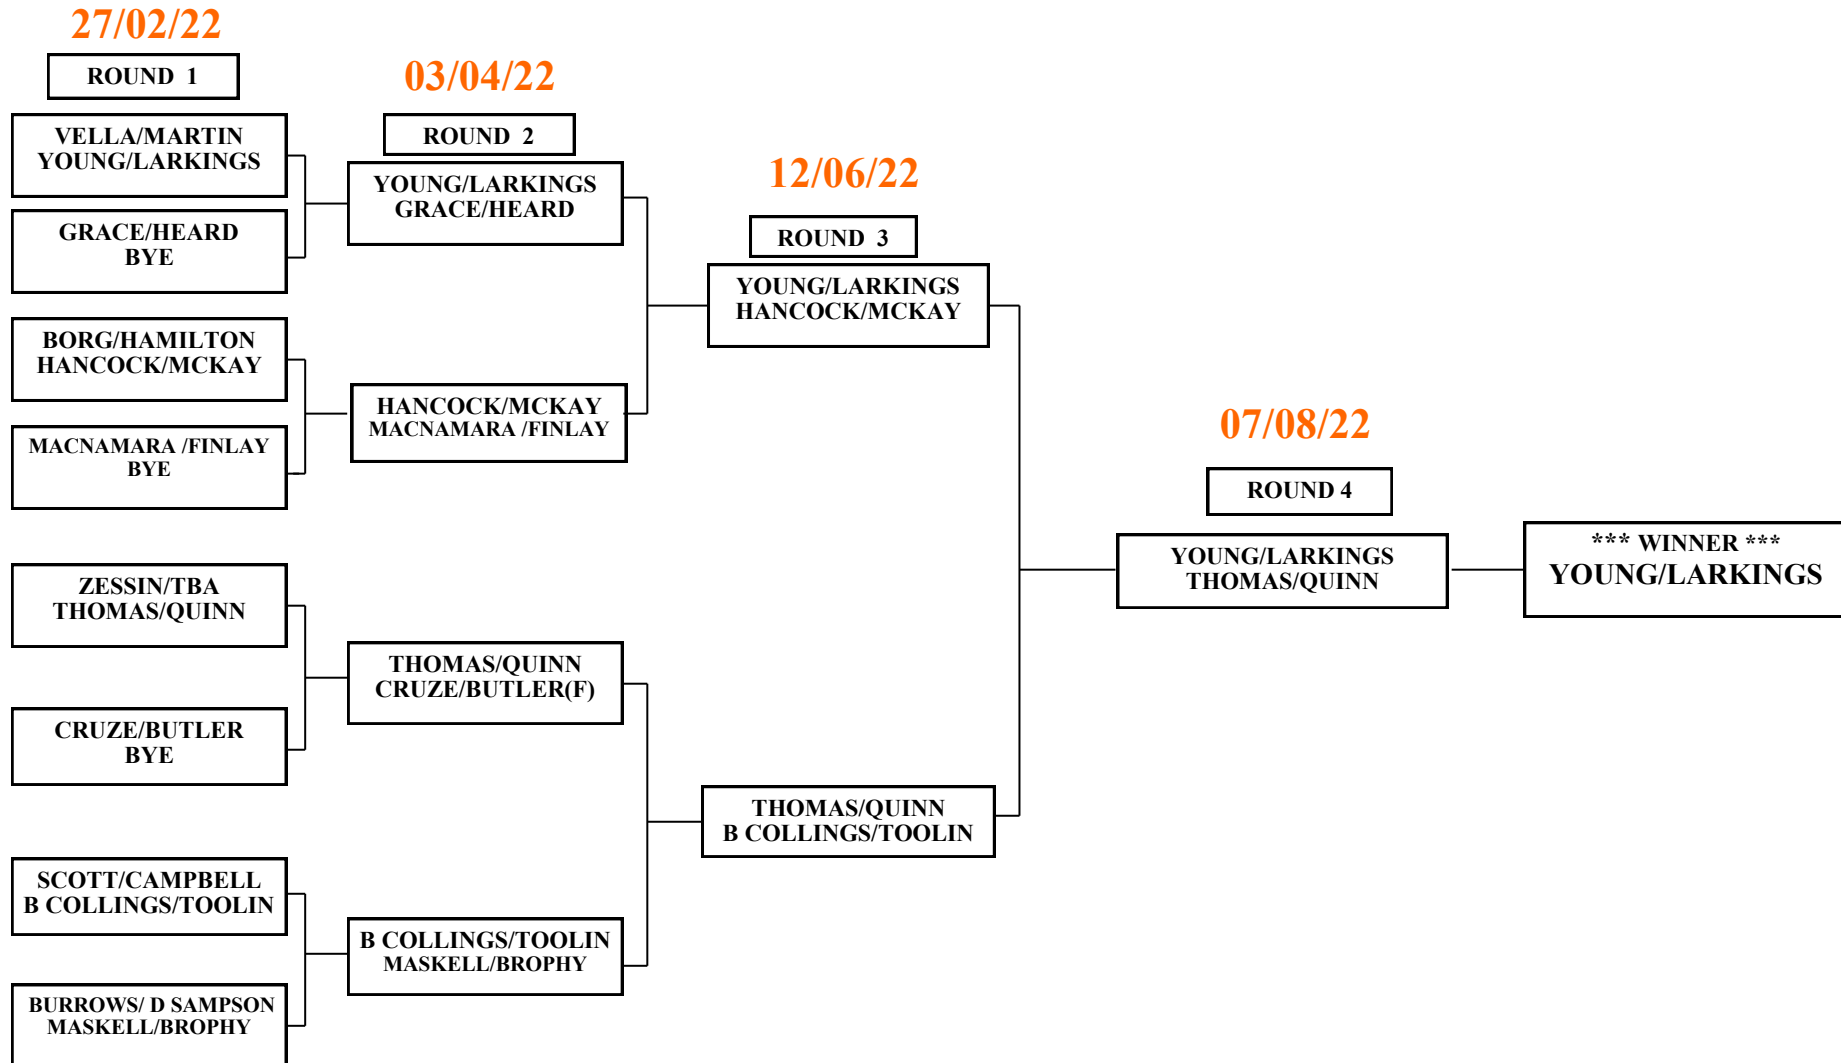 27/02/22
ROUND 1
VELLA/MARTIN
YOUNG/LARKINGS
GRACE/HEARD
BYE
BORG/HAMILTON
HANCOCK/MCKAY
MACNAMARA /FINLAY
BYE
ZESSIN/TBA
THOMAS/QUINN
CRUZE/BUTLER
BYE
SCOTT/CAMPBELL
B COLLINGS/TOOLIN
BURROWS/ D SAMPSON
MASKELL/BROPHY
03/04/22
ROUND 2
YOUNG/LARKINGS
GRACE/HEARD
HANCOCK/MCKAY
MACNAMARA /FINLAY
THOMAS/QUINN
CRUZE/BUTLER(F)
B COLLINGS/TOOLIN
MASKELL/BROPHY
12/06/22
ROUND 3
YOUNG/LARKINGS
HANCOCK/MCKAY
THOMAS/QUINN
B COLLINGS/TOOLIN
07/08/22
ROUND 4
YOUNG/LARKINGS
THOMAS/QUINN
*** WINNER ***
YOUNG/LARKINGS